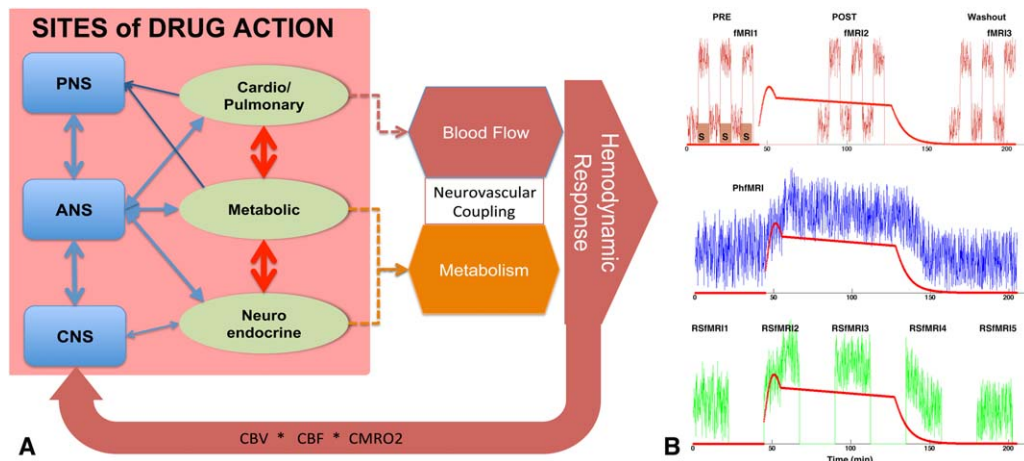 SITES of DRUG ACTION
PNS
ANS
CNS
Cardio/
Pulmonary
Metabolic
Neuro
endocrine
Blood Flow
Neurovascular
Coupling
Metabolism
Hemodynamic
Response
CBV * CBF * CMRO2
A
PRE
POST
Washout
fMRI1
fMRI2
fMRI3
S
S
S
0
50
100
150
200
PhfMRI
0
50
100
150
200
RSfMRI1
RSfMRI2
RSfMRI3
RSfMRI4
RSfMRI5
0
50
100
150
200
Time (min)
B